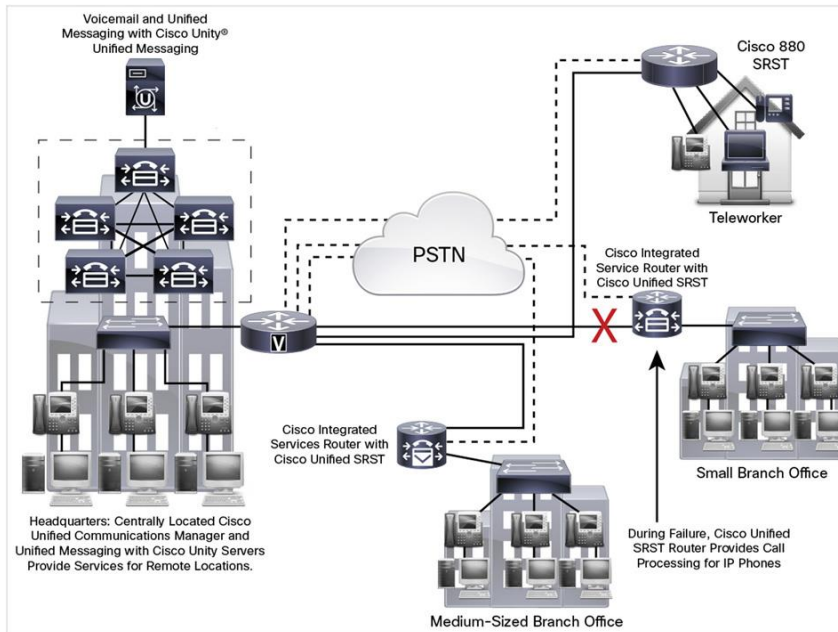 Voicemail and Unified
Messaging with Cisco Unity®
Unified Messaging
U
Cisco 880
SRST
Teleworker
PSTN
Cisco Integrated
Service Router with
Cisco Unified SRST
V
X
Cisco Integrated
Services Router with
Cisco Unified SRST
Small Branch Office
Headquarters: Centrally Located Cisco
Unified Communications Manager and
Unified Messaging with Cisco Unity Servers
Provide Services for Remote Locations.
During Failure, Cisco Unified
SRST Router Provides Call
Processing for IP Phones
Medium-Sized Branch Office